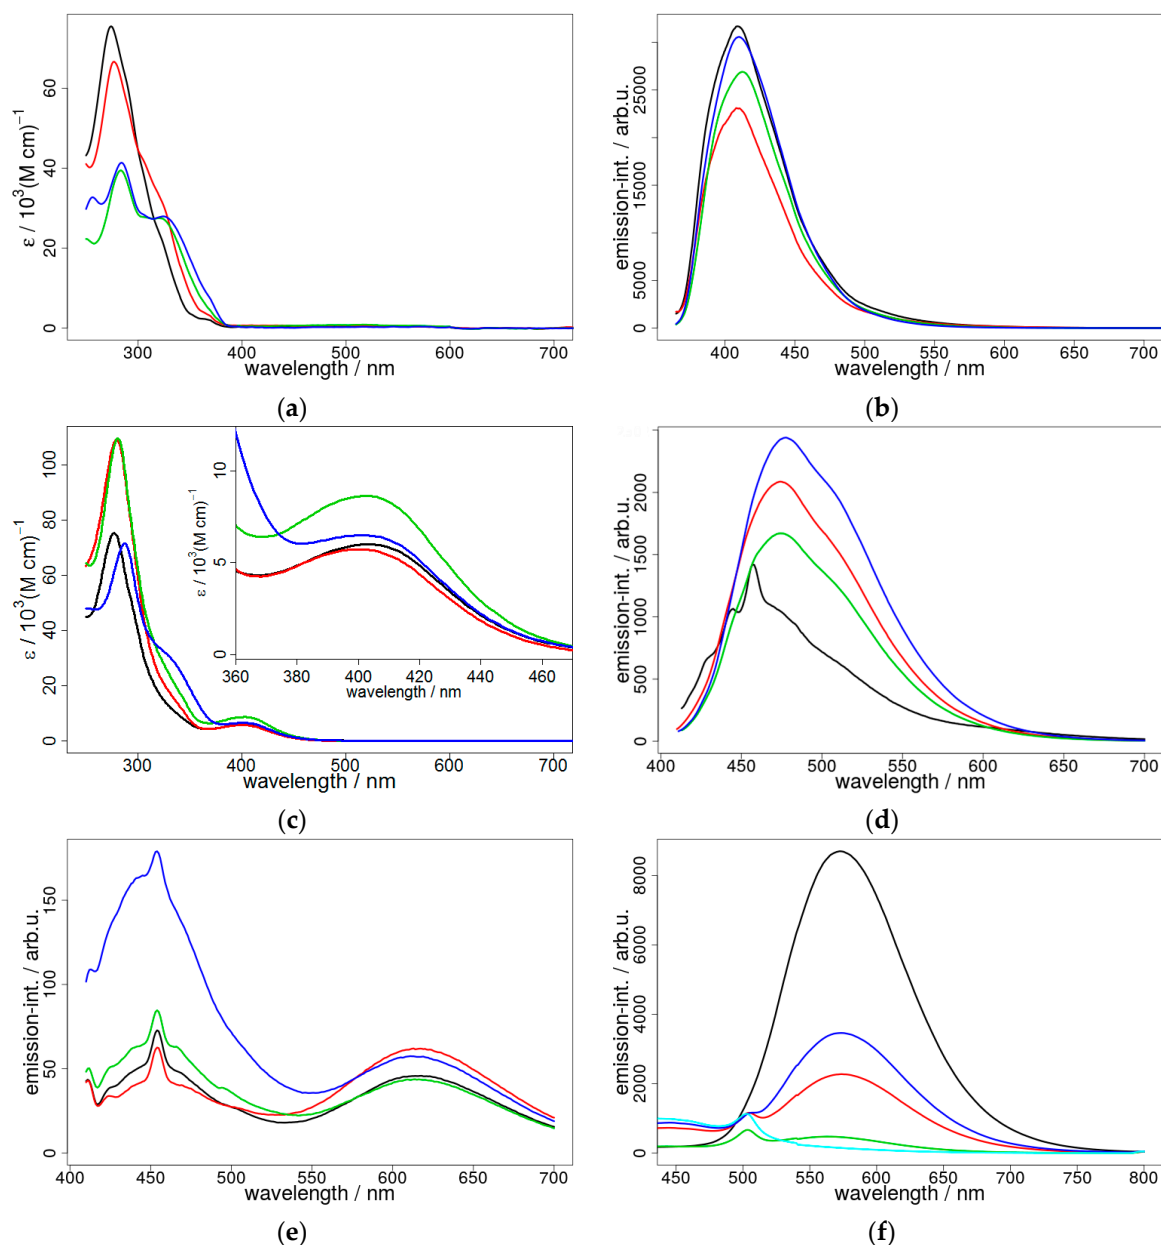 ε / 10³(M cm)⁻¹
0 20 40 60
300 400 500 600 700
wavelength / nm
(a)
emission-int. / arb.u.
0 5000 15000 25000
400 450 500 550 600 650 700
wavelength / nm
(b)
ε / 10³(M cm)⁻¹
0 20 40 60 80 100
300 400 500 600 700
wavelength / nm
ε / 10³(M cm)⁻¹
0 5 10
360 380 400 420 440 460
wavelength / nm
(c)
emission-int. / arb.u.
0 500 1000 1500 2000
400 450 500 550 600 650 700
wavelength / nm
(d)
emission-int. / arb.u.
0 50 100 150
400 450 500 550 600 650 700
wavelength / nm
(e)
emission-int. / arb.u.
0 2000 4000 6000 8000
450 500 550 600 650 700 750 800
wavelength / nm
(f)